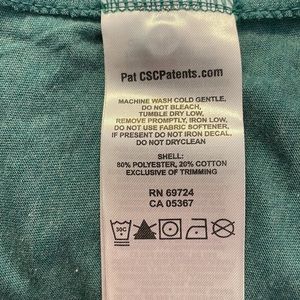 Pat CSCPatents.com
MACHINE WASH COLD GENTLE,
DO NOT BLEACH,
TUMBLE DRY LOW,
REMOVE PROMPTLY, IRON LOW,
DO NOT USE FABRIC SOFTENER,
IF PRESENT DO NOT IRON DECAL,
DO NOT DRYCLEAN
SHELL:
80% POLYESTER, 20% COTTON
EXCLUSIVE OF TRIMMING
RN 69724
CA 05367
30C